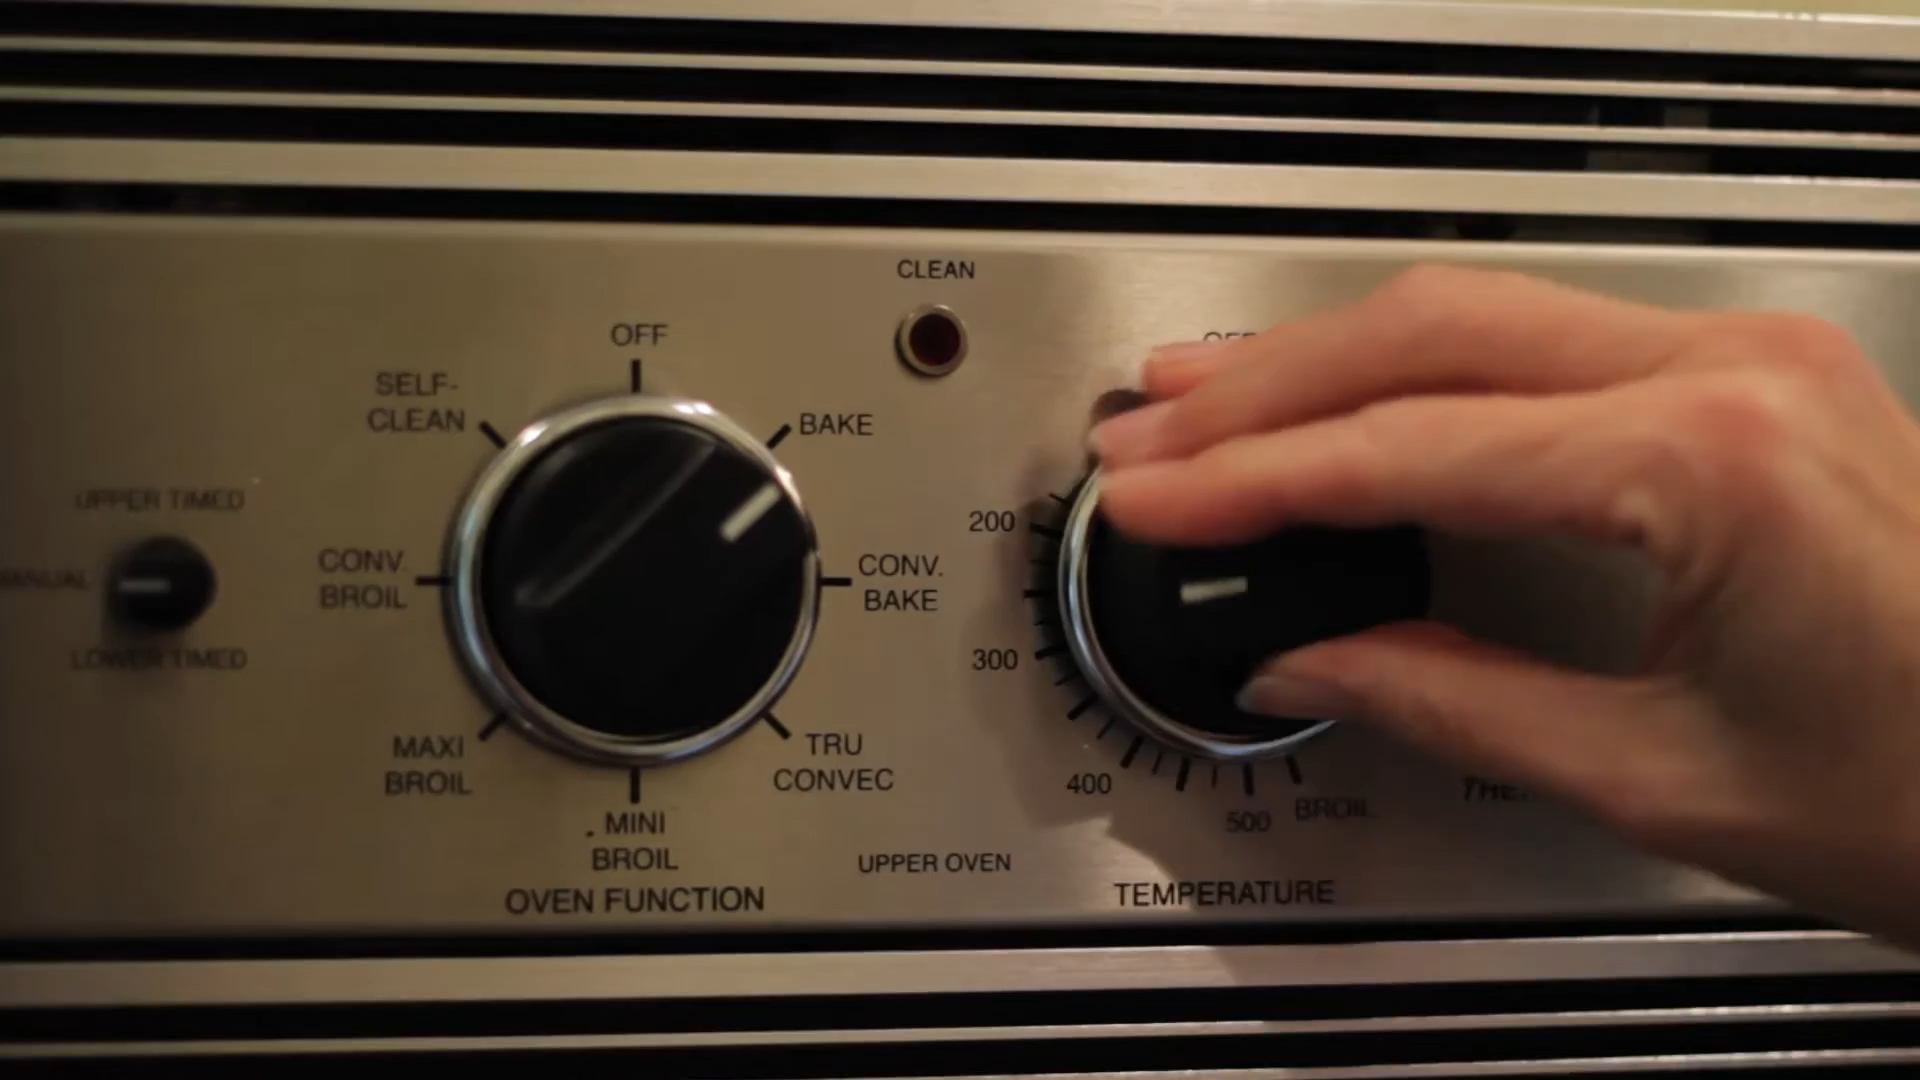 CLEAN
OFF
SELF-
CLEAN
BAKE
UPPER TIMED
200
CONV.
BROIL
CONV.
BAKE
MANUAL
LOWER TIMED
300
MAXI
BROIL
TRU
CONVEC
400
500
BROIL
MINI
BROIL
UPPER OVEN
OVEN FUNCTION
TEMPERATURE